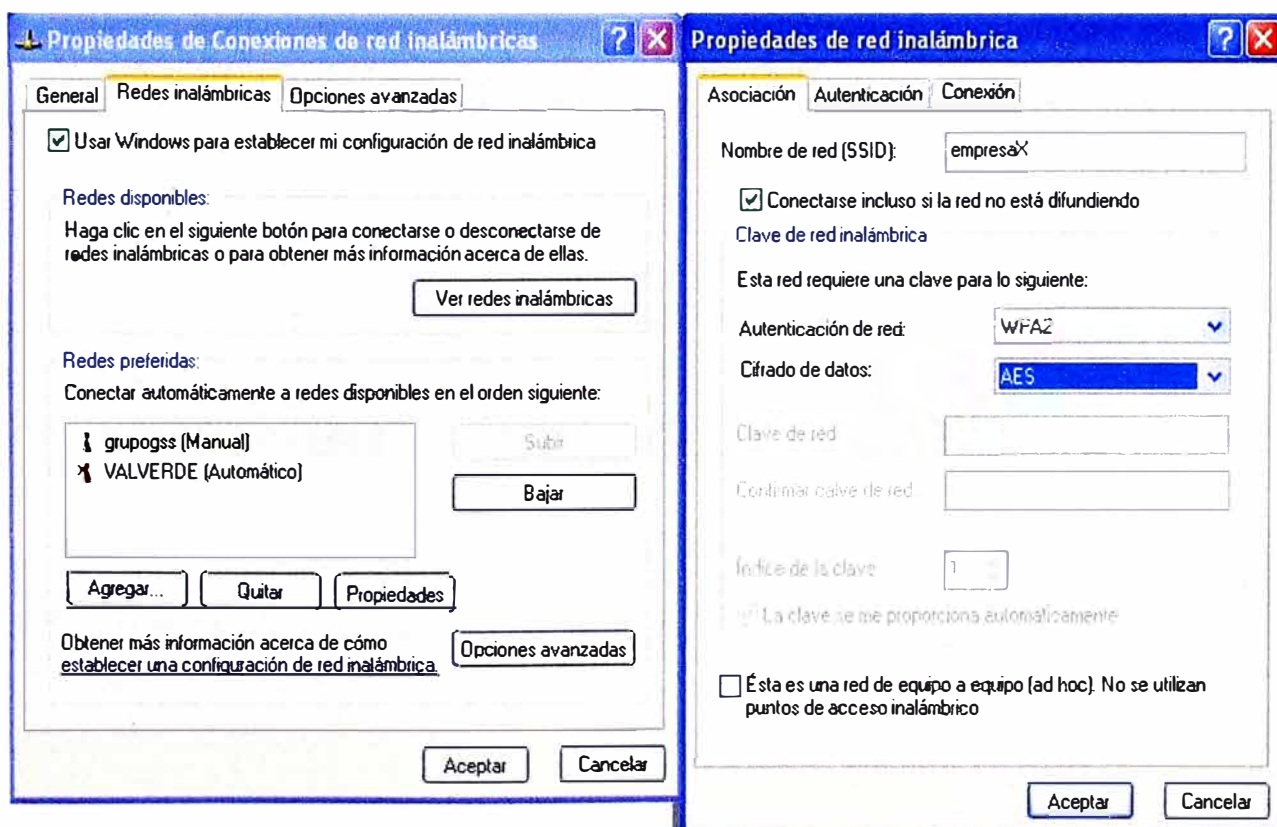 Propiedades de Conexiones de red inalámbricas
General Redes inalámbricas Opciones avanzadas
Usar Windows para establecer mi configuración de red inalámbrica
Redes disponibles:
Haga clic en el siguiente botón para conectarse o desconectarse de
redes inalámbricas o para obtener más información acerca de ellas.
Ver redes inalámbricas
Redes preferidas:
Conectar automáticamente a redes disponibles en el orden siguiente:
grupogss (Manual)
VALVERDE (Automático)
Subir
Bajar
Agregar... Quitar Propiedades
Obtener más información acerca de cómo
establecer una configuración de red inalámbrica.
Opciones avanzadas
Aceptar Cancelar
Propiedades de red inalámbrica
Asociación Autenticación Conexión
Nombre de red (SSID): empresaX
Conectarse incluso si la red no está difundiendo
Clave de red inalámbrica
Esta red requiere una clave para lo siguiente:
Autenticación de red: WPA2
Cifrado de datos: AES
Clave de red
Confirmar calve de red
Índice de la clave 1
La clave se me proporciona automáticamente
Ésta es una red de equipo a equipo (ad hoc). No se utilizan
puntos de acceso inalámbrico
Aceptar Cancelar